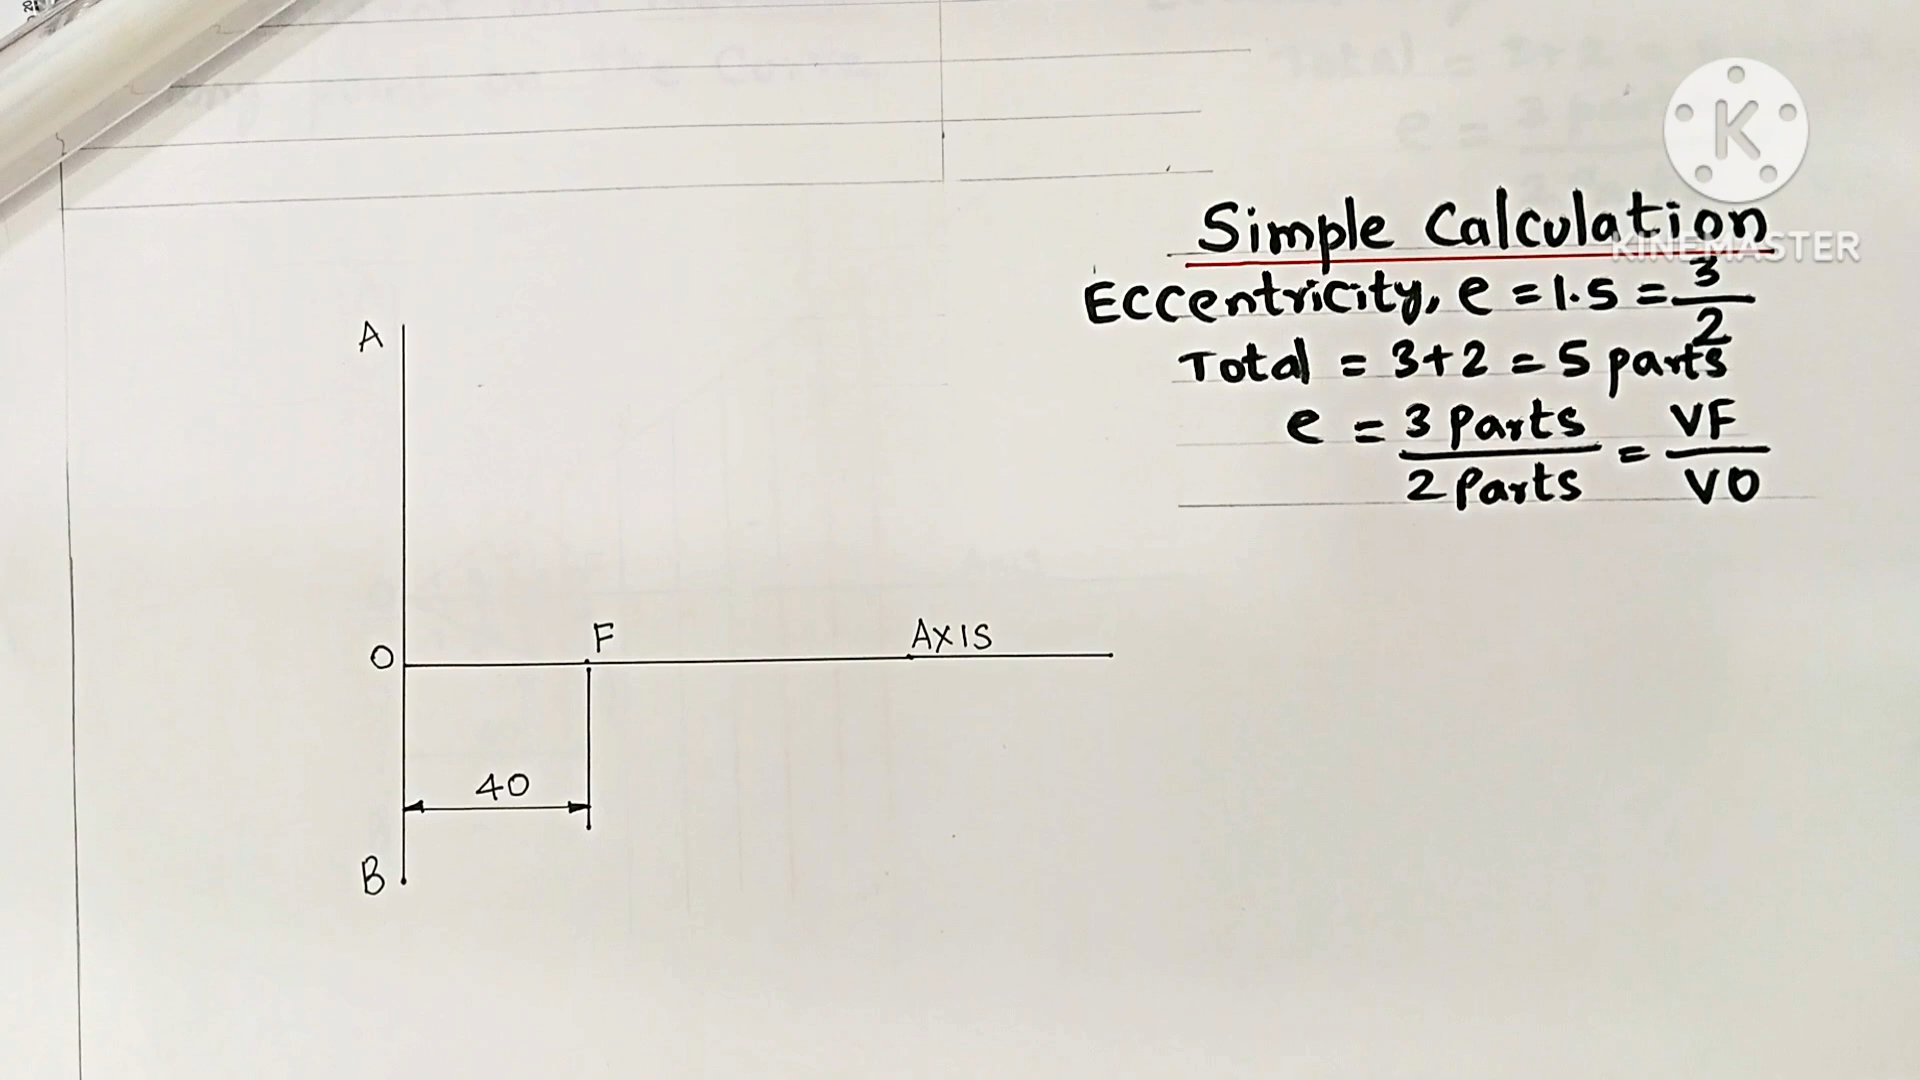 Simple Calculation
KINEMASTER
K
Eccentricity, e = 1.5 = 3/2
Total = 3+2 = 5 parts
e = 3 Parts/2 Parts = VF/VO
A
O
F
AXIS
40
B